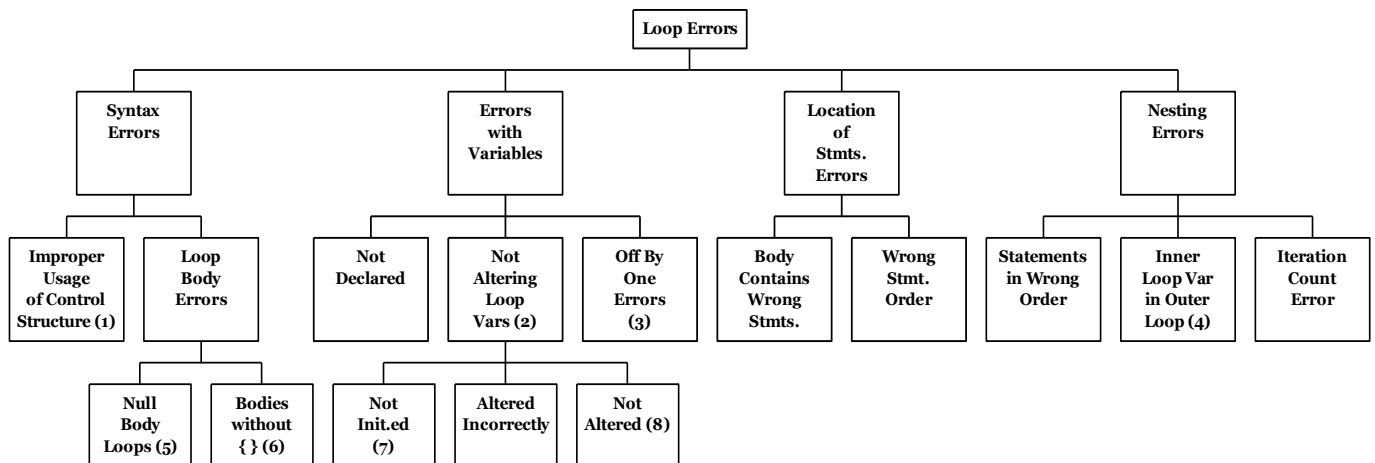 Loop Errors
Syntax
Errors
Errors
with
Variables
Location
of
Stmts.
Errors
Nesting
Errors
Improper
Usage
of Control
Structure (1)
Loop
Body
Errors
Not
Declared
Not
Altering
Loop
Vars (2)
Off By
One
Errors
(3)
Body
Contains
Wrong
Stmts.
Wrong
Stmt.
Order
Statements
in Wrong
Order
Inner
Loop Var
in Outer
Loop (4)
Iteration
Count
Error
Null
Body
Loops (5)
Bodies
without
{ } (6)
Not
Init.ed
(7)
Altered
Incorrectly
Not
Altered (8)